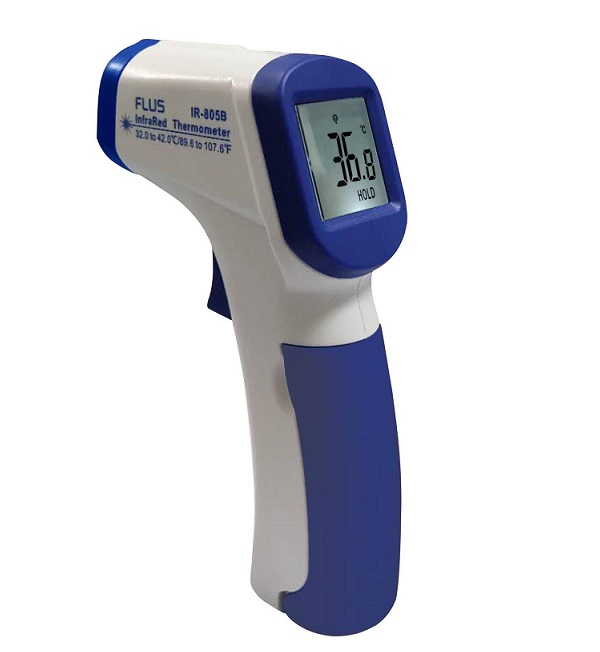 FLUS IR-805B
InfraRed Thermometer
32.0 to 42.0℃/89.6 to 107.6℉
℃
36.8
HOLD